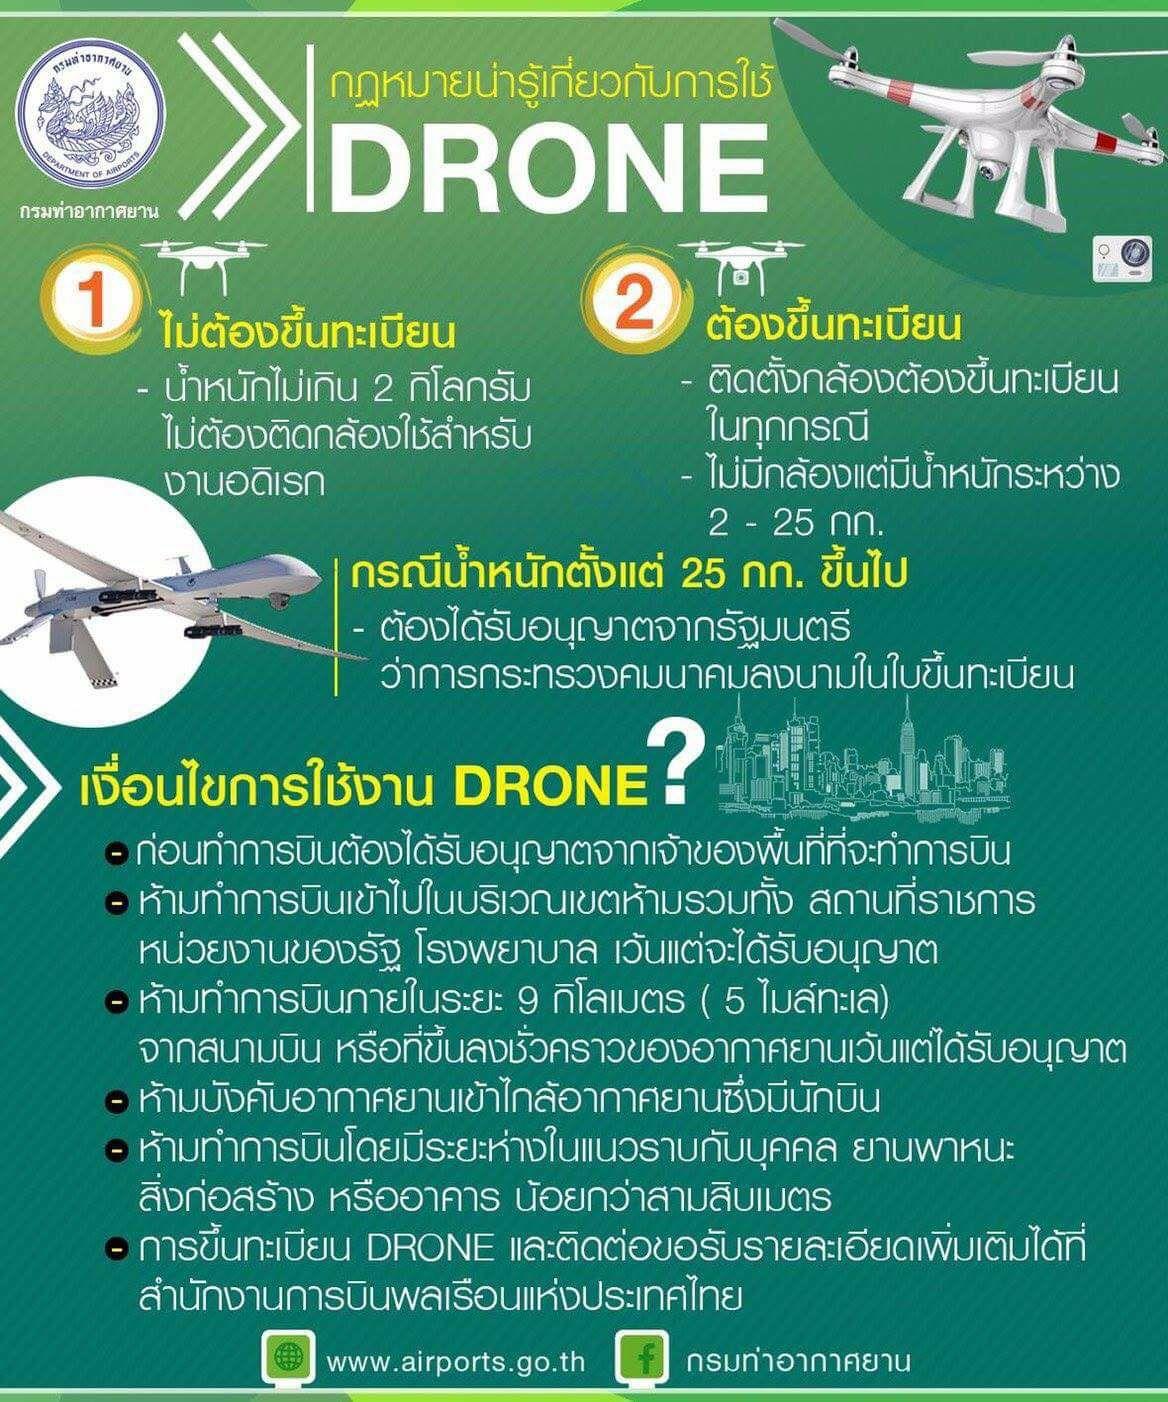 กรมท่าอากาศยาน
DEPARTMENT OF AIRPORTS
กรมท่าอากาศยาน
กฎหมายน่ารู้เกี่ยวกับการใช้
DRONE
1
ไม่ต้องขึ้นทะเบียน
- น้ำหนักไม่เกิน 2 กิโลกรัม
ไม่ต้องติดกล้องใช้สำหรับ
งานอดิเรก
2
ต้องขึ้นทะเบียน
- ติดตั้งกล้องต้องขึ้นทะเบียน
ในทุกกรณี
- ไม่มีกล้องแต่มีน้ำหนักระหว่าง
2 - 25 กก.
กรณีน้ำหนักตั้งแต่ 25 กก. ขึ้นไป
- ต้องได้รับอนุญาตจากรัฐมนตรี
ว่าการกระทรวงคมนาคมลงนามในใบขึ้นทะเบียน
เงื่อนไขการใช้งาน DRONE?
- ก่อนทำการบินต้องได้รับอนุญาตจากเจ้าของพื้นที่ที่จะทำการบิน
- ห้ามทำการบินเข้าไปในบริเวณเขตห้ามรวมทั้ง สถานที่ราชการ
หน่วยงานของรัฐ โรงพยาบาล เว้นแต่จะได้รับอนุญาต
- ห้ามทำการบินภายในระยะ 9 กิโลเมตร ( 5 ไมล์ทะเล)
จากสนามบิน หรือที่ขึ้นลงชั่วคราวของอากาศยานเว้นแต่ได้รับอนุญาต
- ห้ามบังคับอากาศยานเข้าใกล้อากาศยานซึ่งมีนักบิน
- ห้ามทำการบินโดยมีระยะห่างในแนวราบกับบุคคล ยานพาหนะ
สิ่งก่อสร้าง หรืออาคาร น้อยกว่าสามสิบเมตร
- การขึ้นทะเบียน DRONE และติดต่อขอรับรายละเอียดเพิ่มเติมได้ที่
สำนักงานการบินพลเรือนแห่งประเทศไทย
www.airports.go.th
กรมท่าอากาศยาน